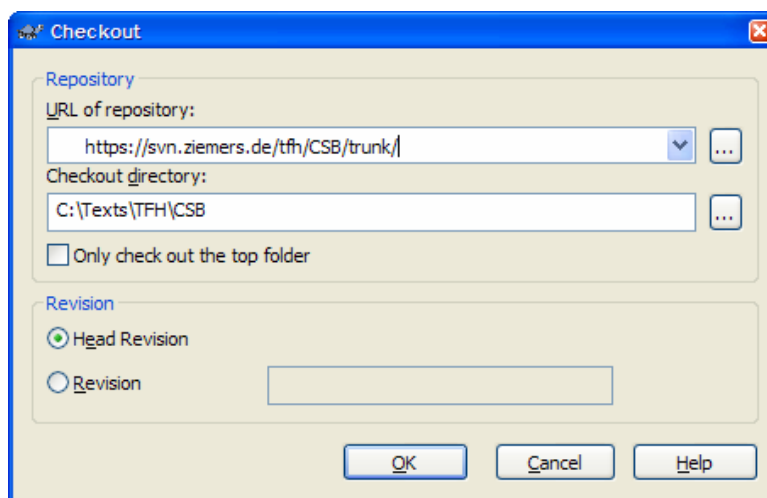 Checkout
Repository
URL of repository:
https://svn.ziemers.de/tfh/CSB/trunk/
...
Checkout directory:
C:\Texts\TFH\CSB
...
Only check out the top folder
Revision
Head Revision
Revision
OK Cancel Help